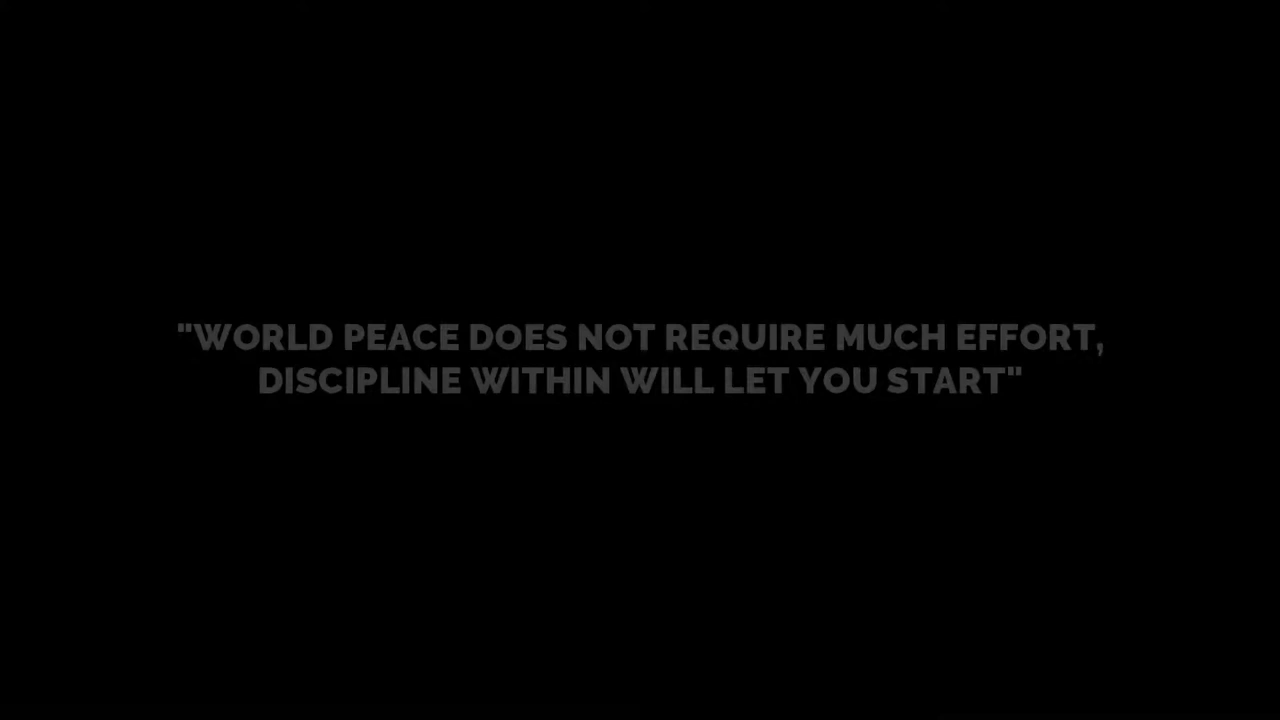 "WORLD PEACE DOES NOT REQUIRE MUCH EFFORT,
DISCIPLINE WITHIN WILL LET YOU START"